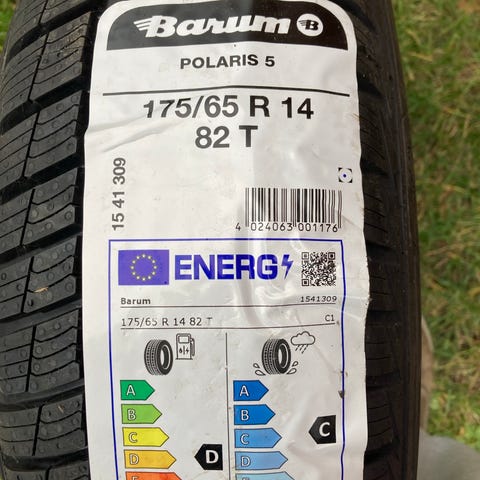 Barum B
POLARIS 5
175/65 R 14
82 T
15 41 309
4 024063 001176
ENERG
Barum 1541309
175/65 R 14 82 T C1
A A
B B
C C C
D D D